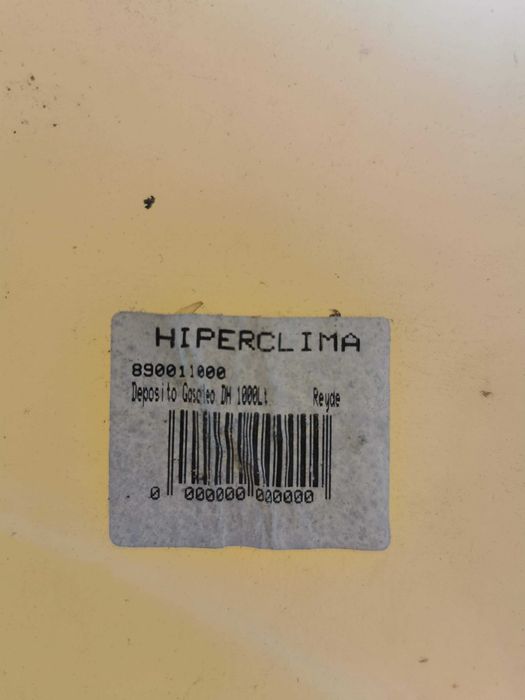 HIPERCLIMA
890011000
Deposito Gasoleo DH 1000Lt Reyde
0 000000 000000